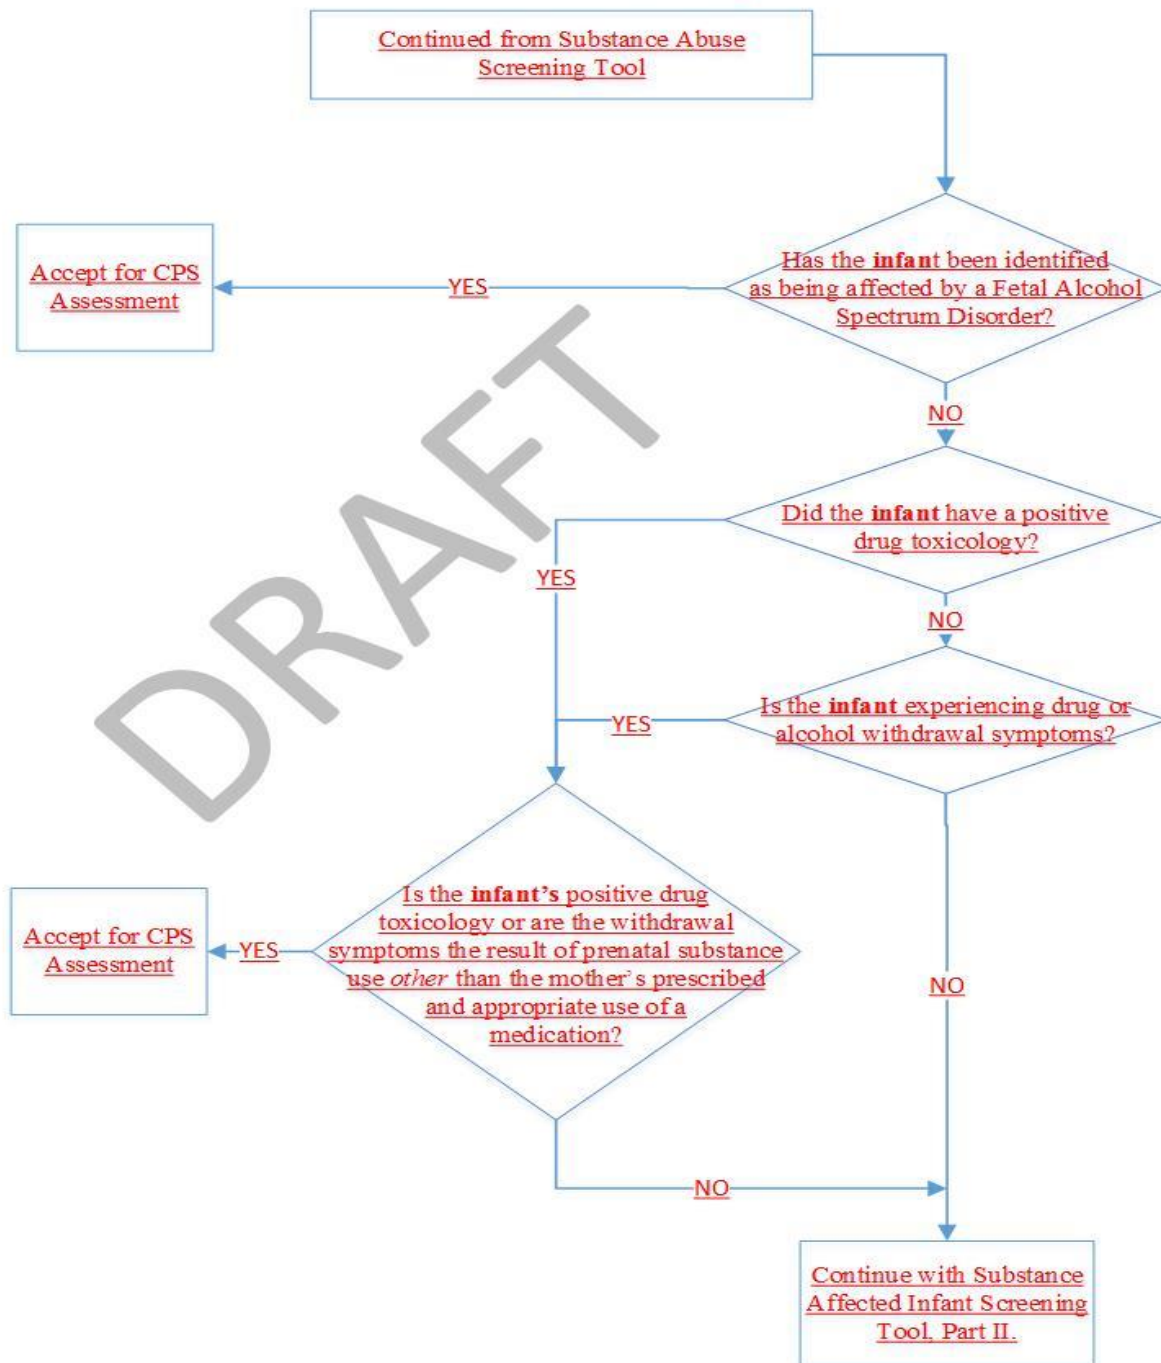 Continued from Substance Abuse
Screening Tool
Has the infant been identified
as being affected by a Fetal Alcohol
Spectrum Disorder?
YES
Accept for CPS
Assessment
NO
Did the infant have a positive
drug toxicology?
YES
NO
Is the infant experiencing drug or
alcohol withdrawal symptoms?
YES
Is the infant's positive drug
toxicology or are the withdrawal
symptoms the result of prenatal substance
use other than the mother's prescribed
and appropriate use of a
medication?
YES
Accept for CPS
Assessment
NO
NO
Continue with Substance
Affected Infant Screening
Tool, Part II.
DRAFT